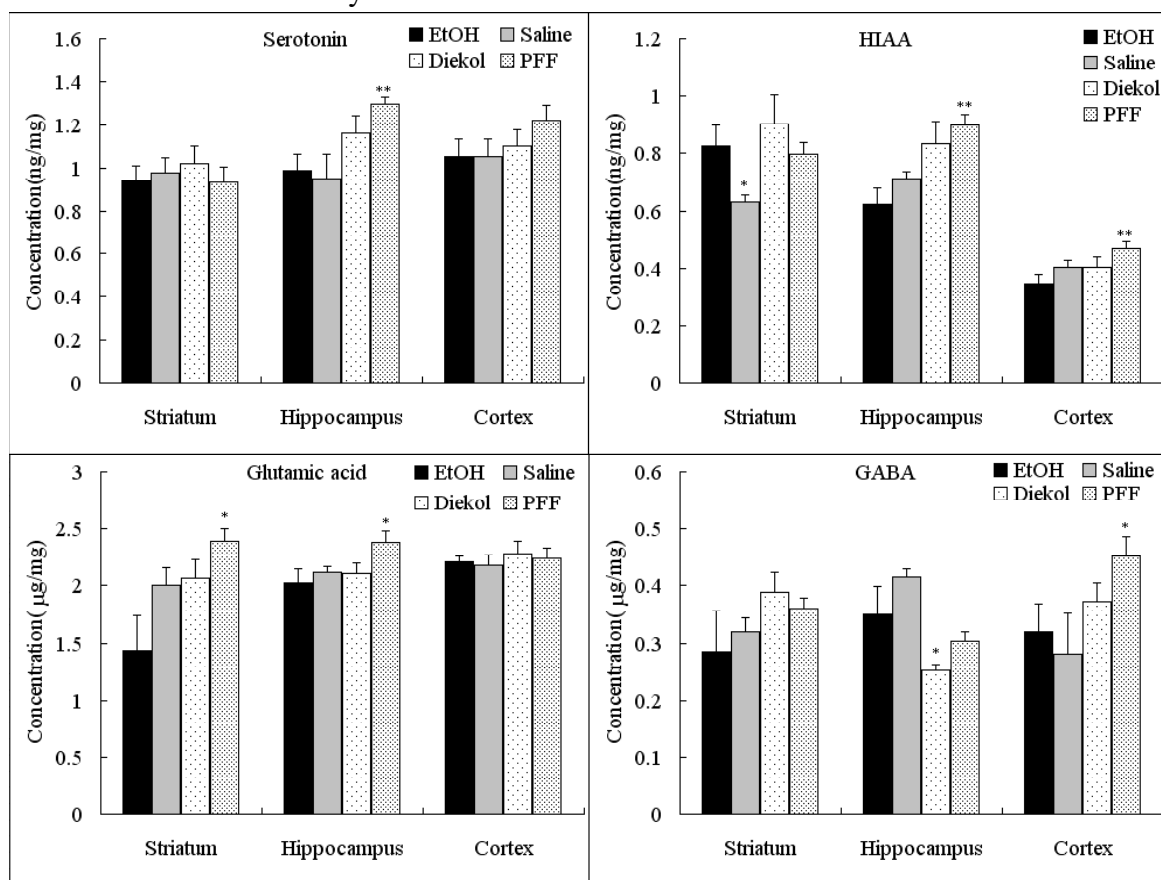 y
Serotonin
EtOH Saline
Diekol PFF
Concentration(ng/mg)
1.6
1.4
1.2
1
0.8
0.6
0.4
0.2
0
**
Striatum Hippocampus Cortex
HIAA
EtOH
Saline
Diekol
PFF
Concentration(ng/mg)
1.2
1
0.8
0.6
0.4
0.2
0
*
**
**
Striatum Hippocampus Cortex
Glutamic acid
EtOH Saline
Diekol PFF
Concentration( µg/mg)
3
2.5
2
1.5
1
0.5
0
*
*
Striatum Hippocampus Cortex
GABA
EtOH Saline
Diekol PFF
Concentration( µg/mg)
0.6
0.5
0.4
0.3
0.2
0.1
0
*
*
Striatum Hippocampus Cortex